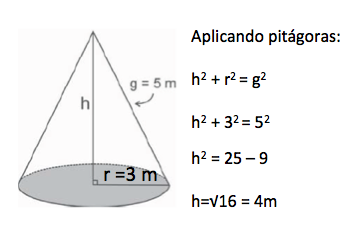 Aplicando pitágoras:
g = 5 m
h² + r² = g²
h
h² + 3² = 5²
h² = 25 – 9
r =3 m
h=√16 = 4m